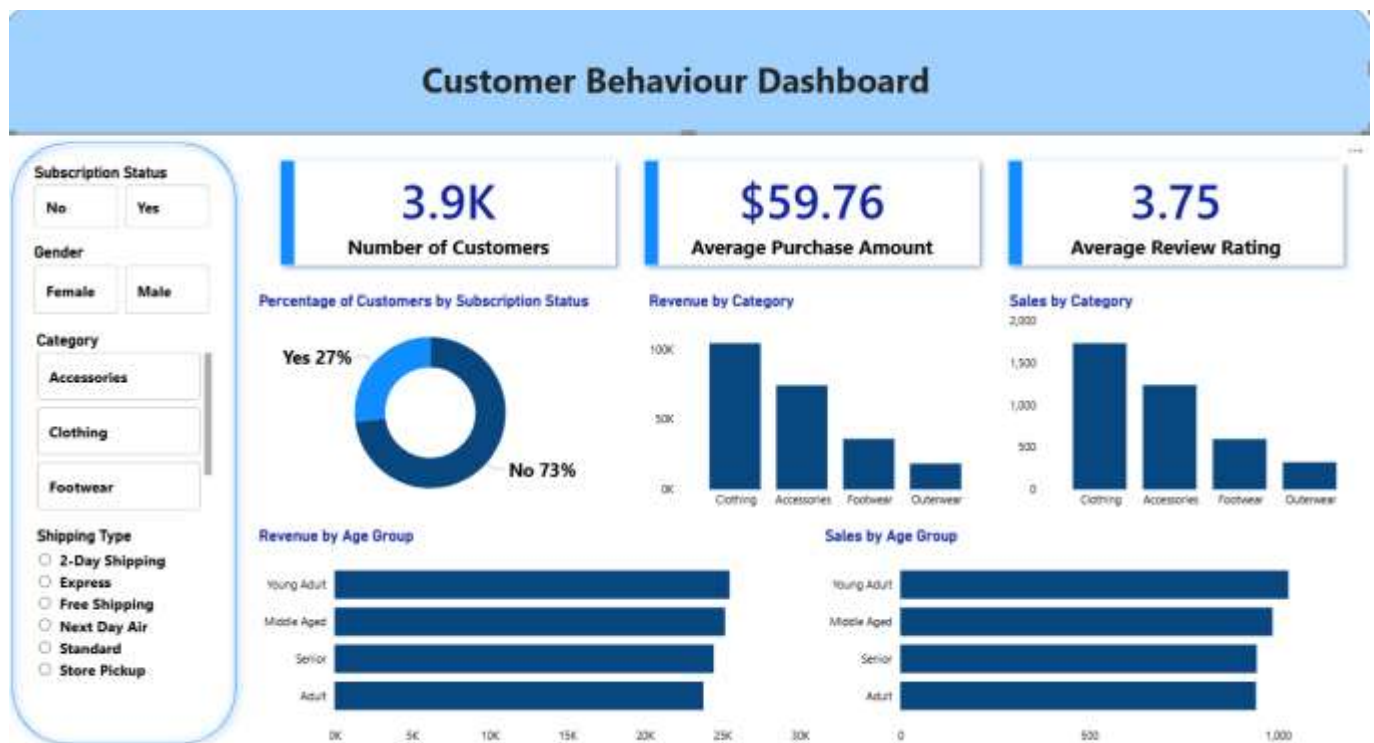 Customer Behaviour Dashboard
Subscription Status
No
Yes
Gender
Female
Male
Category
Accessories
Clothing
Footwear
Shipping Type
2-Day Shipping
Express
Free Shipping
Next Day Air
Standard
Store Pickup
3.9K
Number of Customers
$59.76
Average Purchase Amount
3.75
Average Review Rating
Percentage of Customers by Subscription Status
Yes 27%
No 73%
Revenue by Category
100K
50K
0K
Clothing Accessories Footwear Outerwear
Sales by Category
2,000
1,500
1,000
500
0
Clothing Accessories Footwear Outerwear
Revenue by Age Group
Young Adult
Middle Aged
Senior
Adult
0K 5K 10K 15K 20K 25K 30K
Sales by Age Group
Young Adult
Middle Aged
Senior
Adult
0 500 1,000